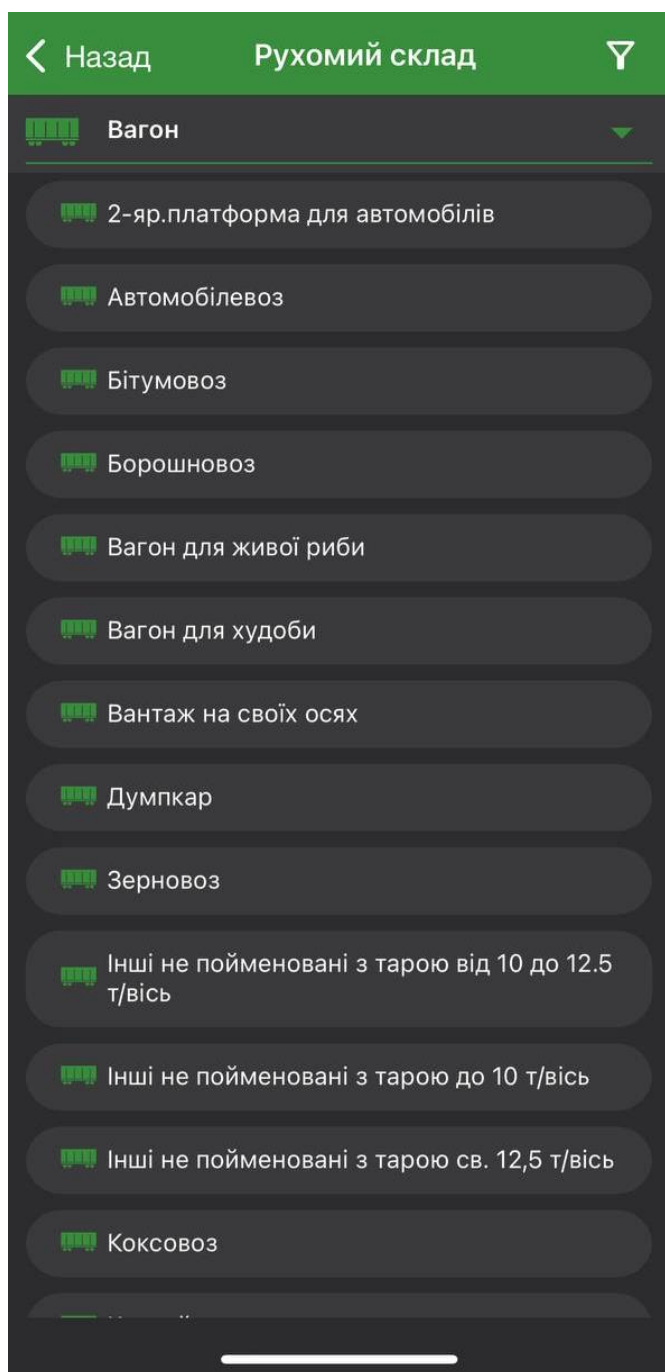 Назад
Рухомий склад
Вагон
2-яр.платформа для автомобілів
Автомобілевоз
Бітумовоз
Борошновоз
Вагон для живої риби
Вагон для худоби
Вантаж на своїх осях
Думпкар
Зерновоз
Інші не пойменовані з тарою від 10 до 12.5
т/вісь
Інші не пойменовані з тарою до 10 т/вісь
Інші не пойменовані з тарою св. 12,5 т/вісь
Коксовоз